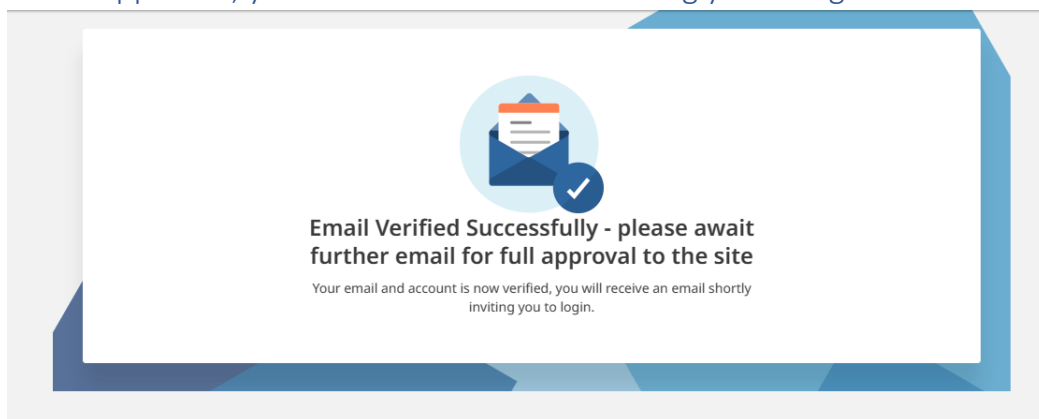 Email Verified Successfully - please await
further email for full approval to the site
Your email and account is now verified, you will receive an email shortly
inviting you to login.